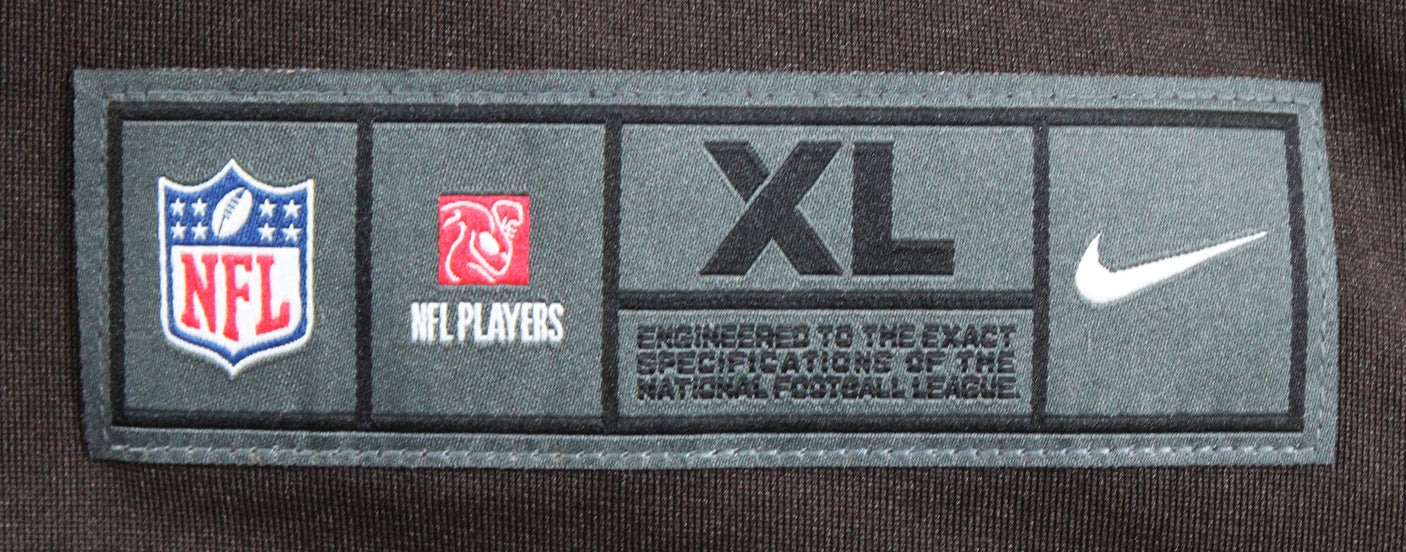 NFL
NFL PLAYERS
XL
ENGINEERED TO THE EXACT
SPECIFICATIONS OF THE
NATIONAL FOOTBALL LEAGUE.